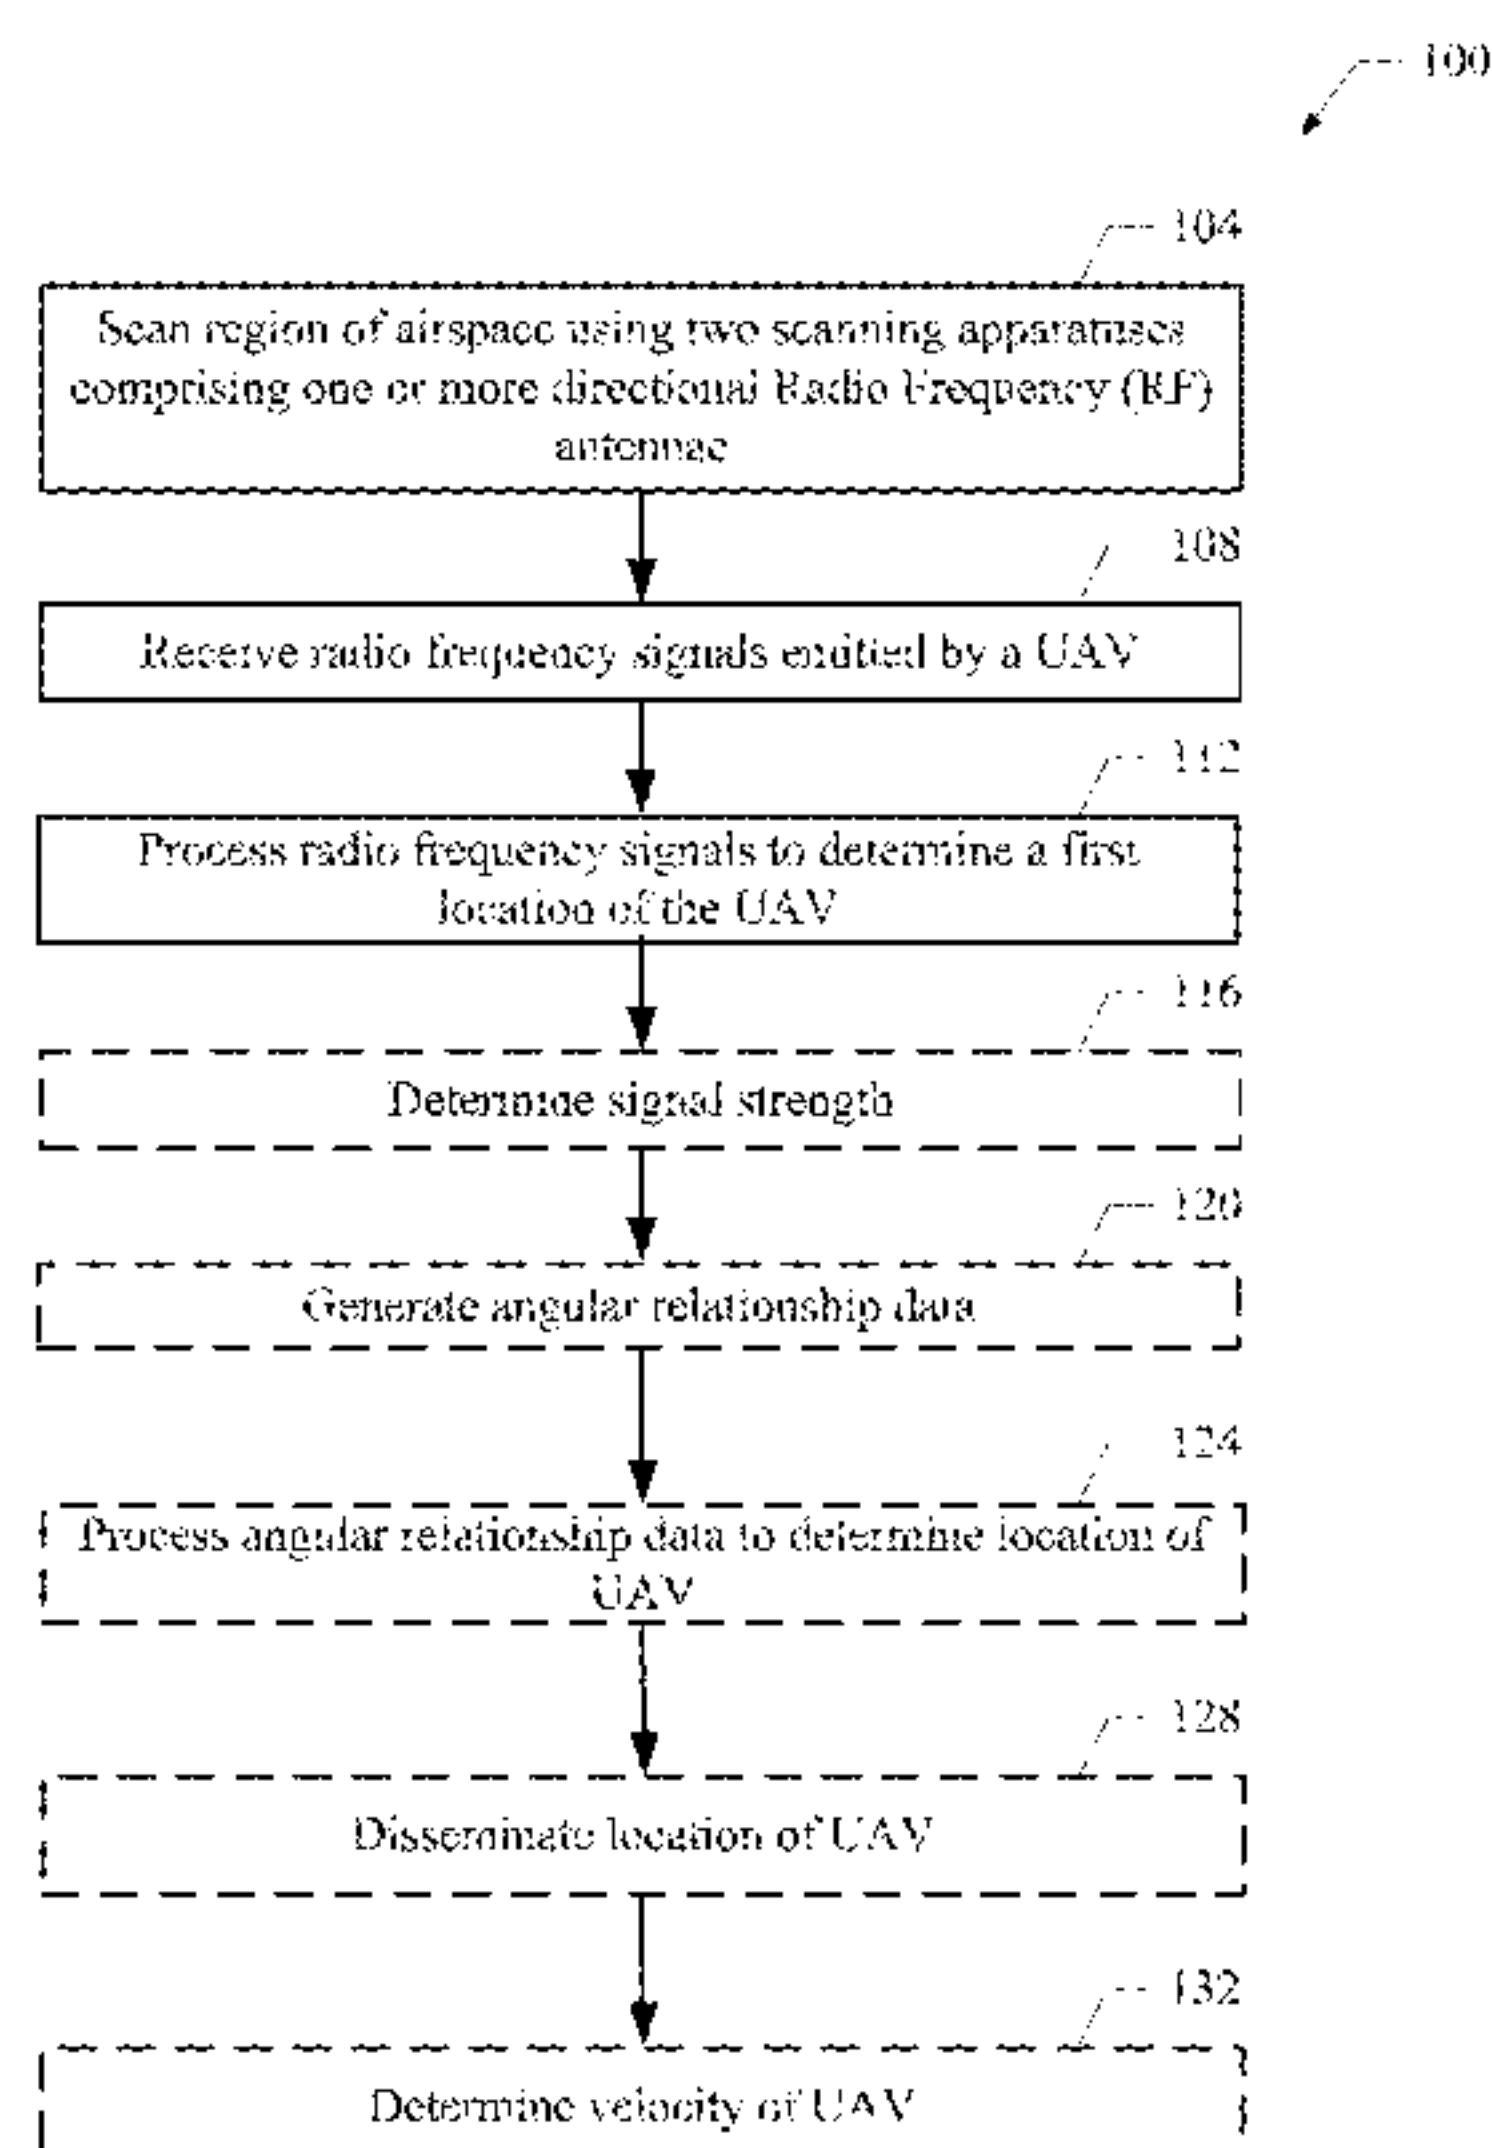 100
104
Scan region of airspace using two scanning apparatuses
comprising one or more directional Radio Frequency (RF)
antennae
108
Receive radio frequency signals emitted by a UAV
112
Process radio frequency signals to determine a first
location of the UAV
116
Determine signal strength
120
Generate angular relationship data
124
Process angular relationship data to determine location of
UAV
128
Disseminate location of UAV
132
Determine velocity of UAV